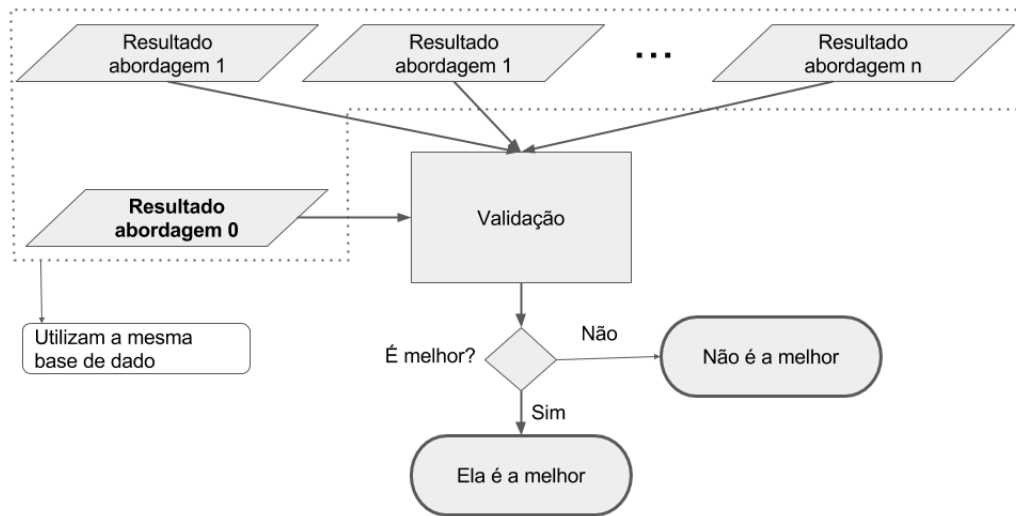 Resultado
abordagem 1
Resultado
abordagem 1
...
Resultado
abordagem n
Resultado
abordagem 0
Validação
Utilizam a mesma
base de dado
É melhor?
Não
Não é a melhor
Sim
Ela é a melhor